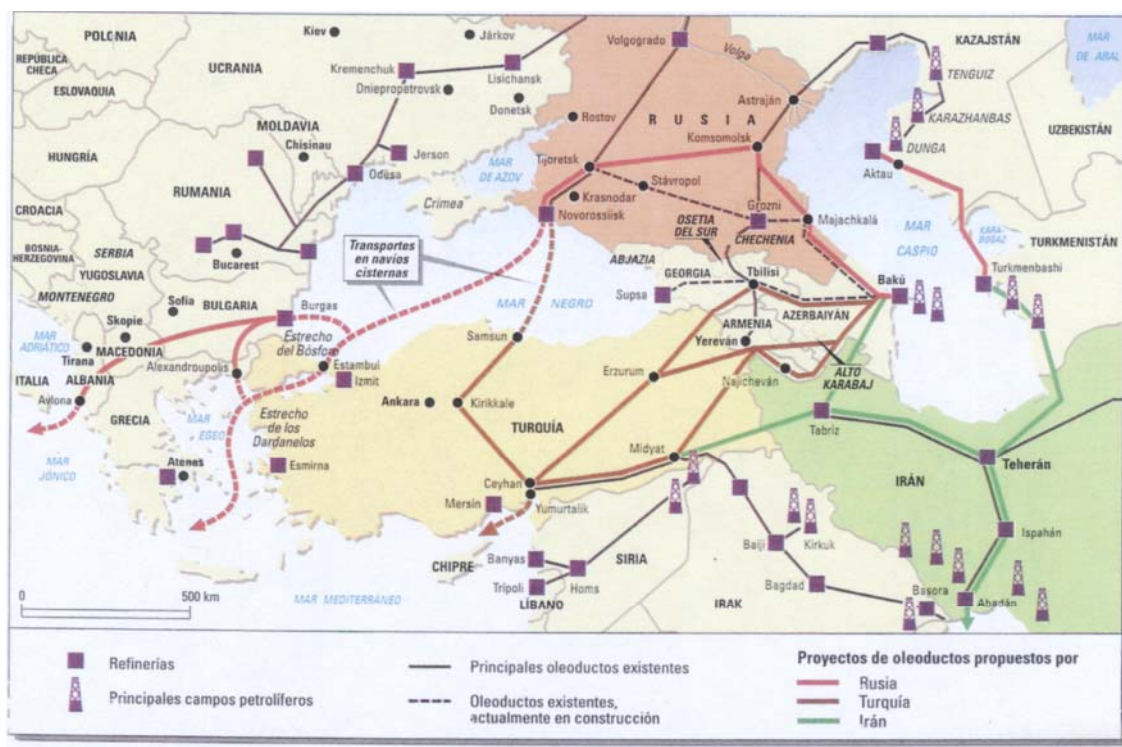 POLONIA
Kiev
Járkov
REPÚBLICA
CHECA
UCRANIA
ESLOVAQUIA
Kremenchuk
Lisichansk
Dniepropetrovsk
Donetsk
Volgogrado
Volga
KAZAJSTÁN
MAR
DE ARAL
TENGUIZ
Astraján
KARAZHANBAS
UZBEKISTÁN
RUSIA
Rostov
Komsomolsk
DUNGA
Aktau
HUNGRÍA
MOLDAVIA
Chisinau
Jerson
Odesa
MAR
DE AZOV
Tijoretsk
Stávropol
Krasnodar
Grozni
Majachkalá
RUMANIA
Crimea
Novorossiisk
OSETIA
DEL SUR
CHECHENIA
MAR
CASPIO
KARA-
BOGAZ
TURKMENISTÁN
CROACIA
BOSNIA-
HERZEGOVINA
SERBIA
YUGOSLAVIA
Bucarest
Transportes
en navíos
cisternas
ABJAZIA
GEORGIA
Tbilisi
Supsa
Bakú
Turkmenbashi
MONTENEGRO
Sofía
BULGARIA
Burgas
MAR NEGRO
ARMENIA
AZERBAIYÁN
Yereván
MAR
ADRIÁTICO
Skopie
MACEDONIA
Tirana
Estrecho
del Bósforo
Samsun
Alexandroupolis
Estambul
Izmit
Erzurum
Najicheván
ALTO
KARABAJ
ITALIA
ALBANIA
Avlona
GRECIA
Ankara
Kirikkale
TURQUÍA
Tabriz
Estrecho
de los
Dardanelos
MAR
EGEO
Midyat
Teherán
MAR
JÓNICO
Atenas
Esmirna
Ceyhan
IRÁN
Mersin
Yumurtalik
Baiji
Kirkuk
Ispahán
CHIPRE
Banyas
SIRIA
Trípoli
Homs
Bagdad
Basora
Abadán
0
500 km
MAR MEDITERRÁNEO
LÍBANO
IRAK
Refinerías
Principales campos petrolíferos
Principales oleoductos existentes
Oleoductos existentes,
actualmente en construcción
Proyectos de oleoductos propuestos por
Rusia
Turquía
Irán